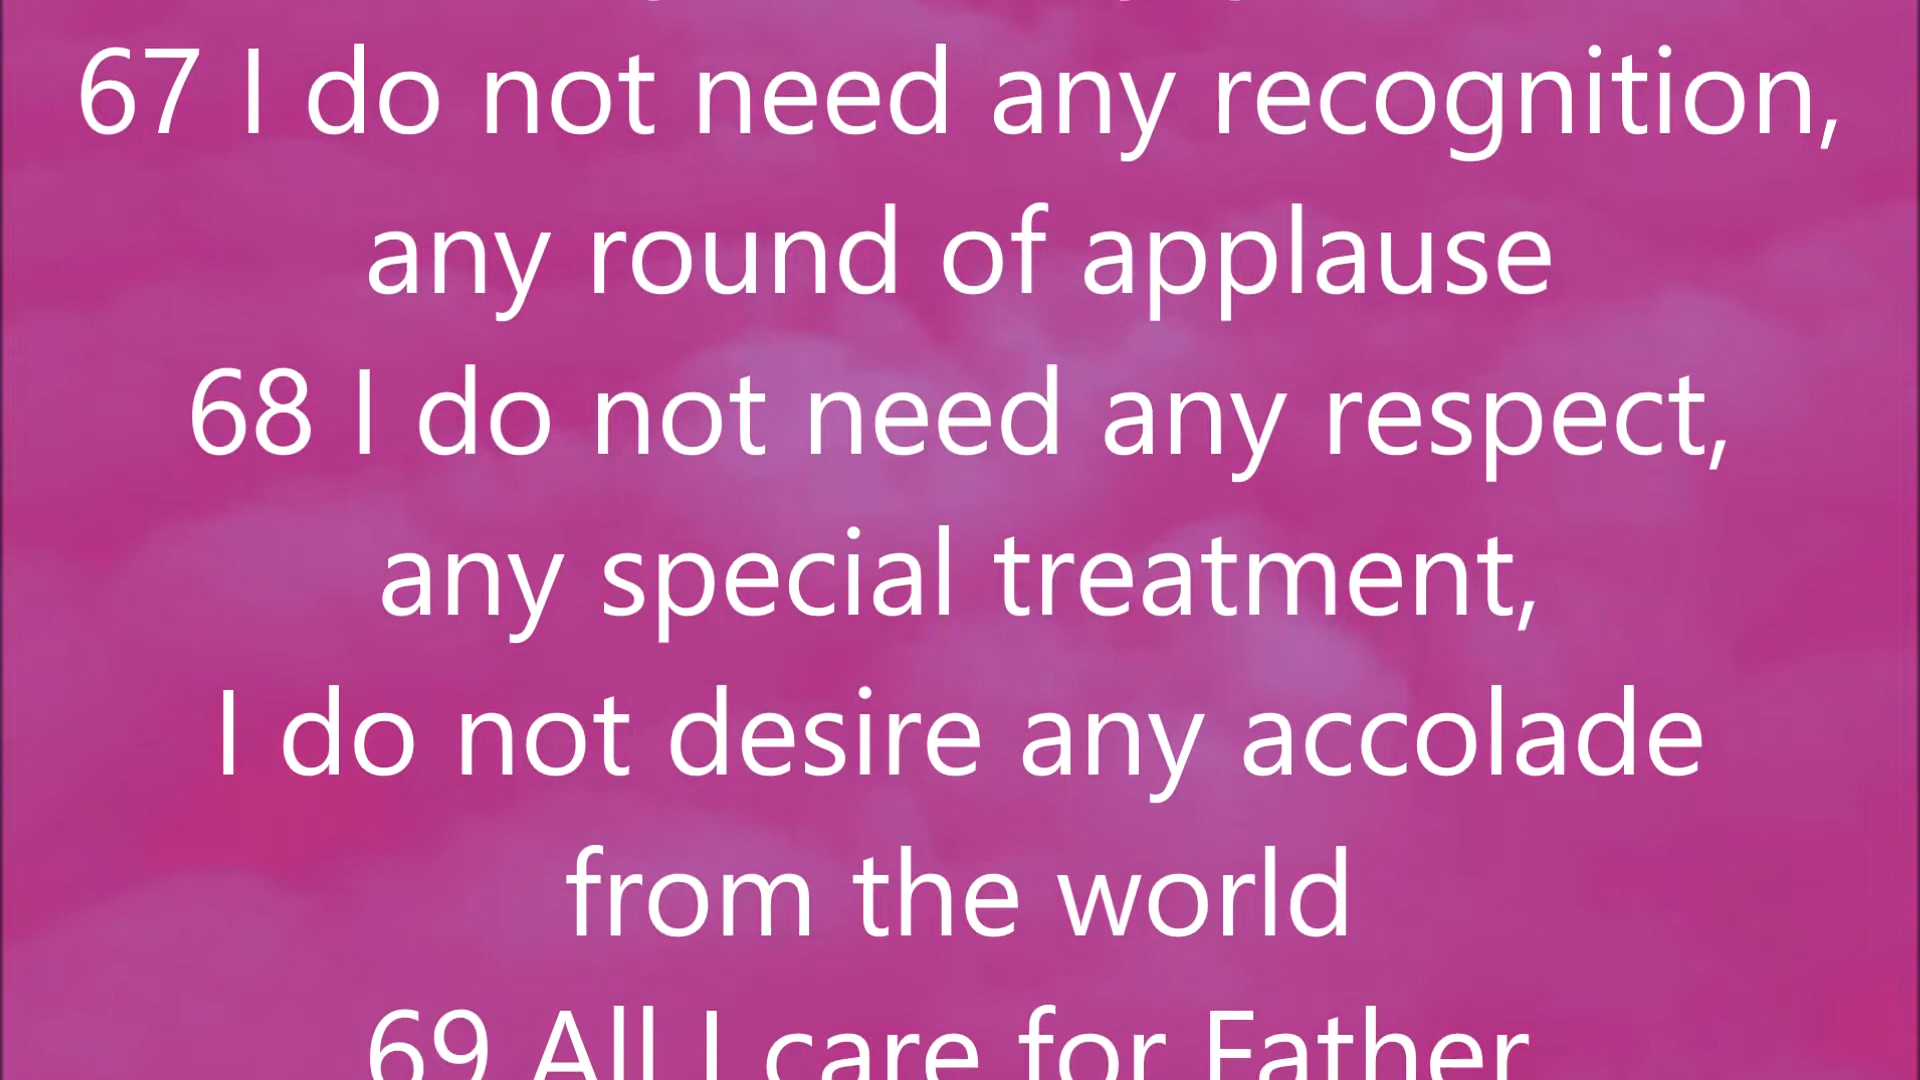 67 I do not need any recognition,
any round of applause
68 I do not need any respect,
any special treatment,
I do not desire any accolade
from the world
69 All I care for Father